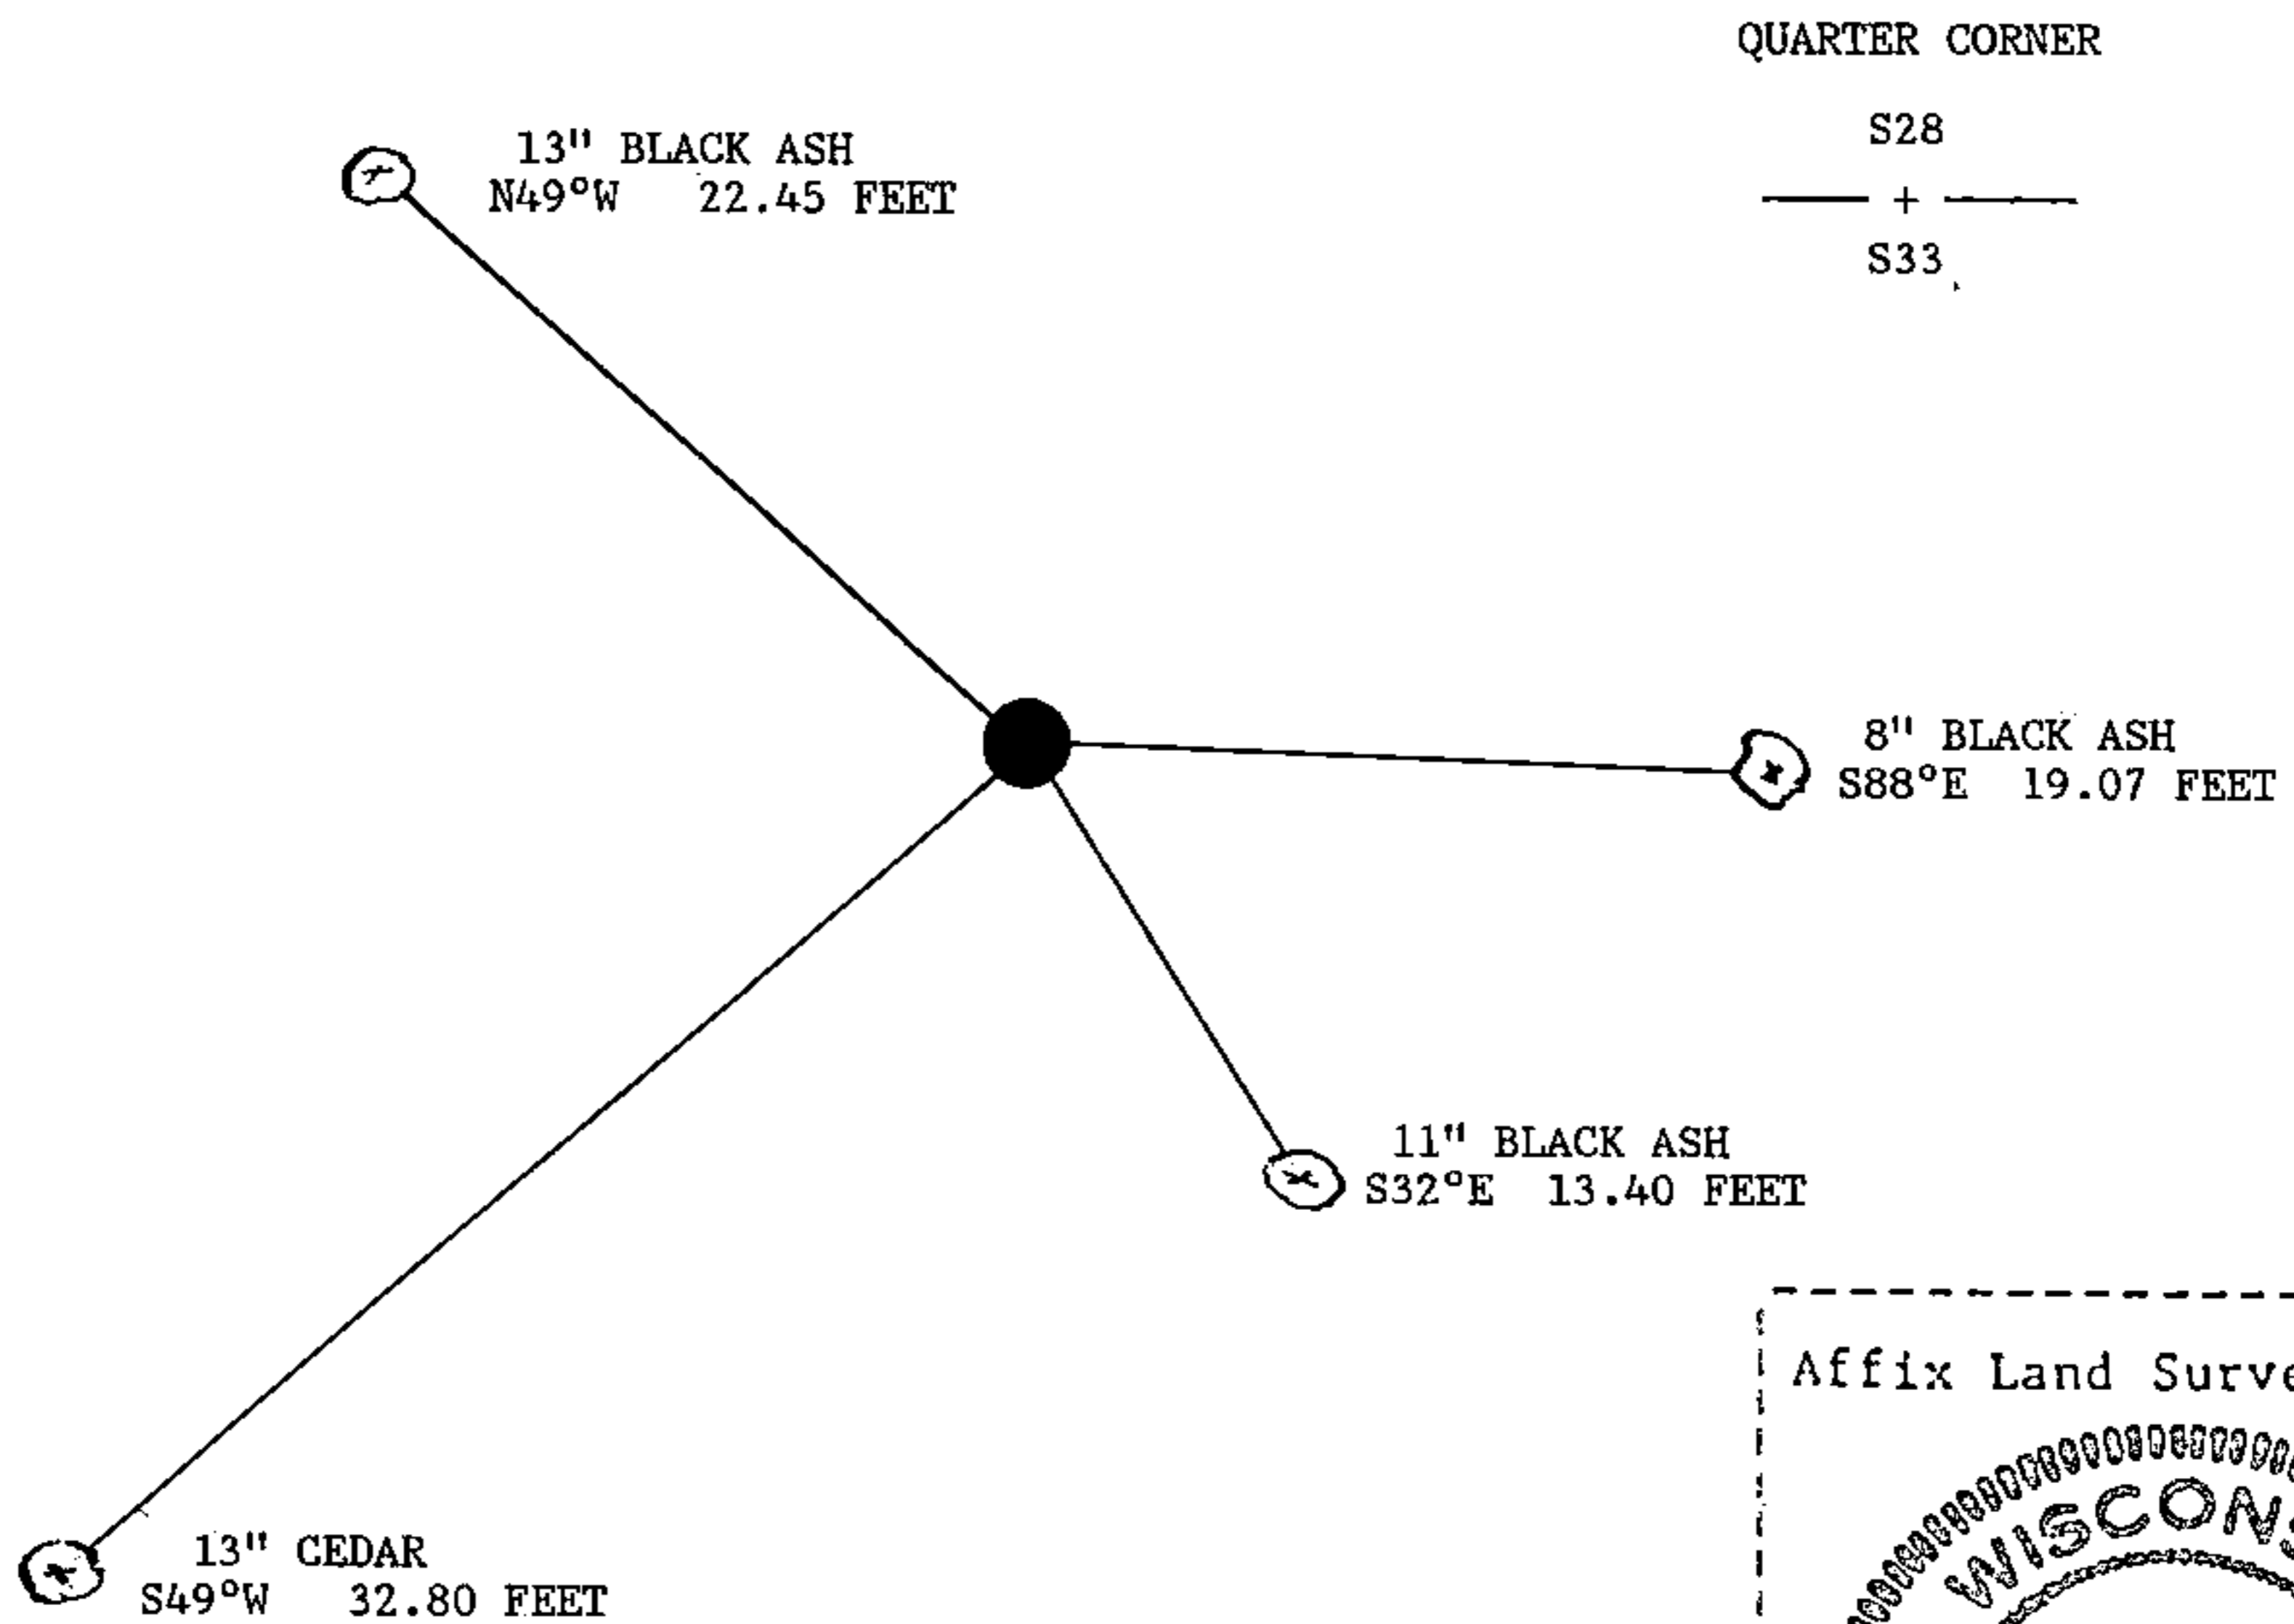 QUARTER CORNER
S28
+
S33
13" BLACK ASH
N49°W 22.45 FEET
8" BLACK ASH
S88°E 19.07 FEET
11" BLACK ASH
S32°E 13.40 FEET
13" CEDAR
S49°W 32.80 FEET
Affix Land Surve
WISCONS